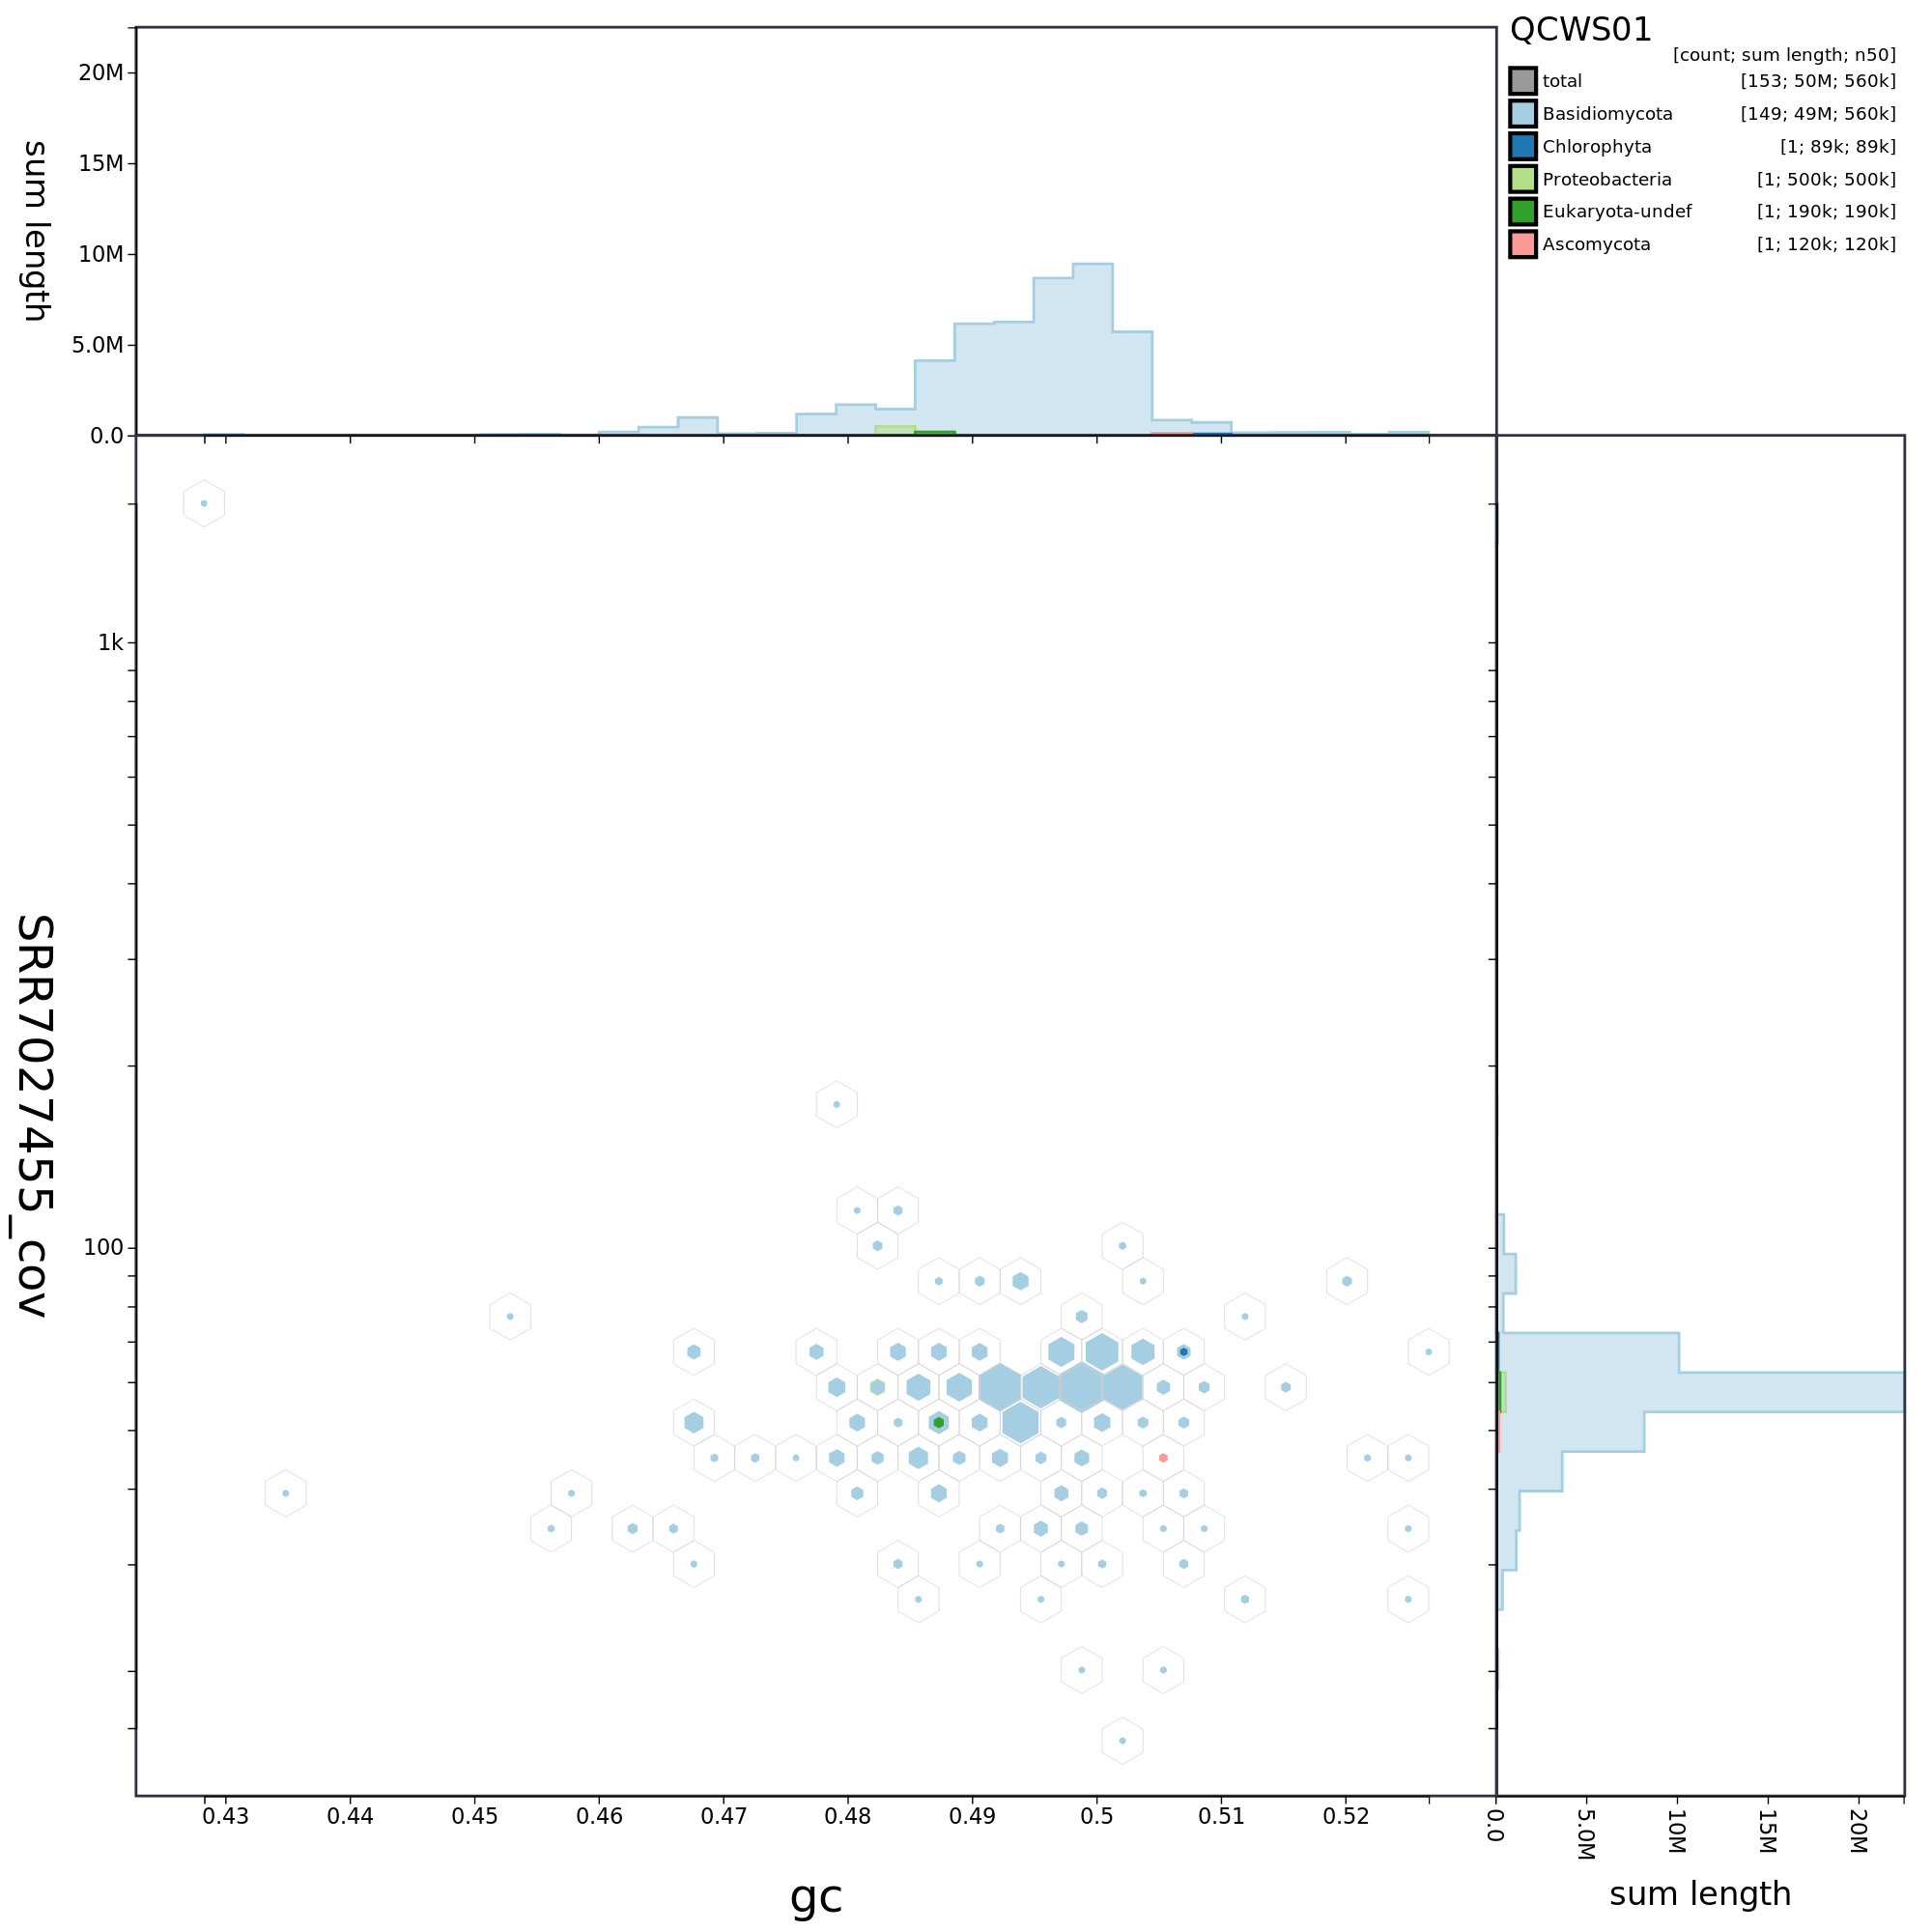 QCWS01
[count; sum length; n50]
total [153; 50M; 560k]
Basidiomycota [149; 49M; 560k]
Chlorophyta [1; 89k; 89k]
Proteobacteria [1; 500k; 500k]
Eukaryota-undef [1; 190k; 190k]
Ascomycota [1; 120k; 120k]
sum length
20M
15M
10M
5.0M
0.0
SRR7027455_cov
1k
100
0.43 0.44 0.45 0.46 0.47 0.48 0.49 0.5 0.51 0.52
gc
0.0 5.0M 10M 15M 20M
sum length